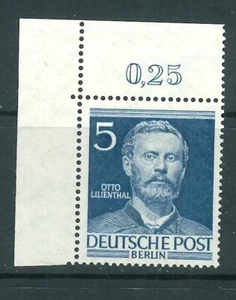 0,25
5
OTTO
LILIENTHAL
DEUTSCHE POST
BERLIN